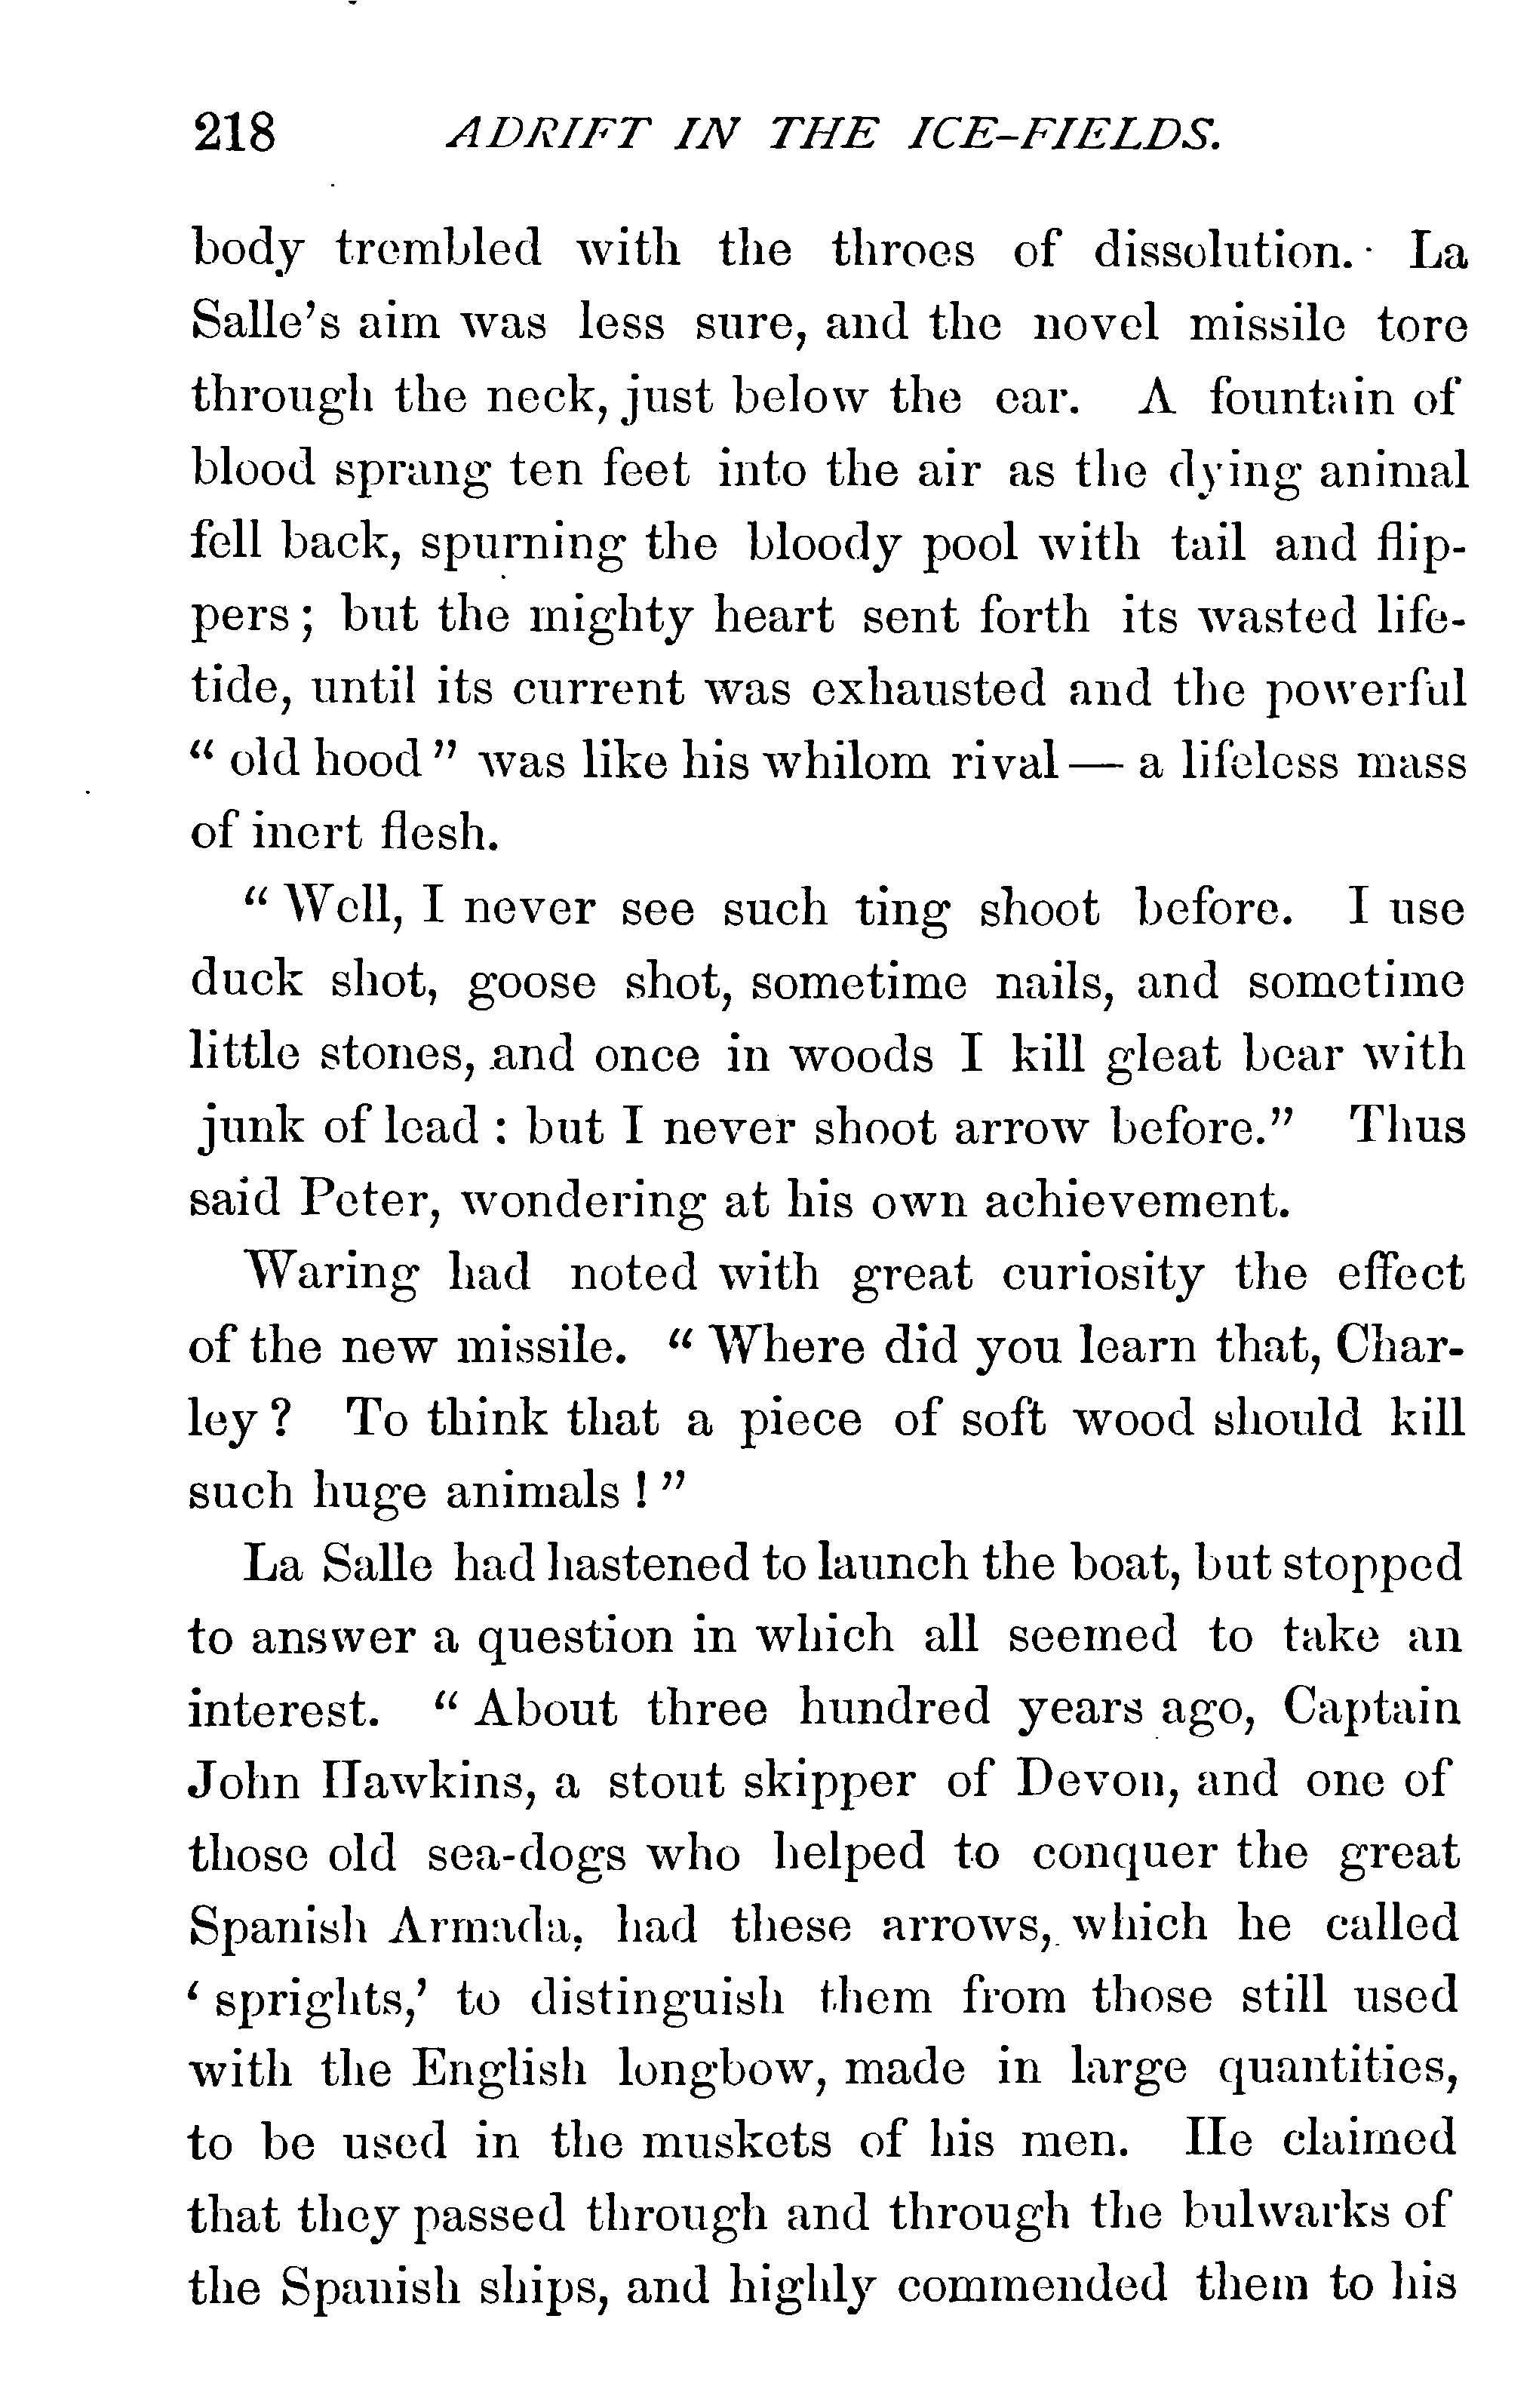 218 ADRIFT IN THE ICE-FIELDS.
body trembled with the throes of dissolution. La
Salle's aim was less sure, and the novel missile tore
through the neck, just below the ear. A fountain of
blood sprang ten feet into the air as the dying animal
fell back, spurning the bloody pool with tail and flip-
pers; but the mighty heart sent forth its wasted life-
tide, until its current was exhausted and the powerful
"old hood" was like his whilom rival — a lifeless mass
of inert flesh.
"Well, I never see such ting shoot before. I use
duck shot, goose shot, sometime nails, and sometime
little stones, and once in woods I kill gleat bear with
junk of lead: but I never shoot arrow before." Thus
said Peter, wondering at his own achievement.
Waring had noted with great curiosity the effect
of the new missile. "Where did you learn that, Char-
ley? To think that a piece of soft wood should kill
such huge animals!"
La Salle had hastened to launch the boat, but stopped
to answer a question in which all seemed to take an
interest. "About three hundred years ago, Captain
John Hawkins, a stout skipper of Devon, and one of
those old sea-dogs who helped to conquer the great
Spanish Armada, had these arrows, which he called
'sprights,' to distinguish them from those still used
with the English longbow, made in large quantities,
to be used in the muskets of his men. He claimed
that they passed through and through the bulwarks of
the Spanish ships, and highly commended them to his